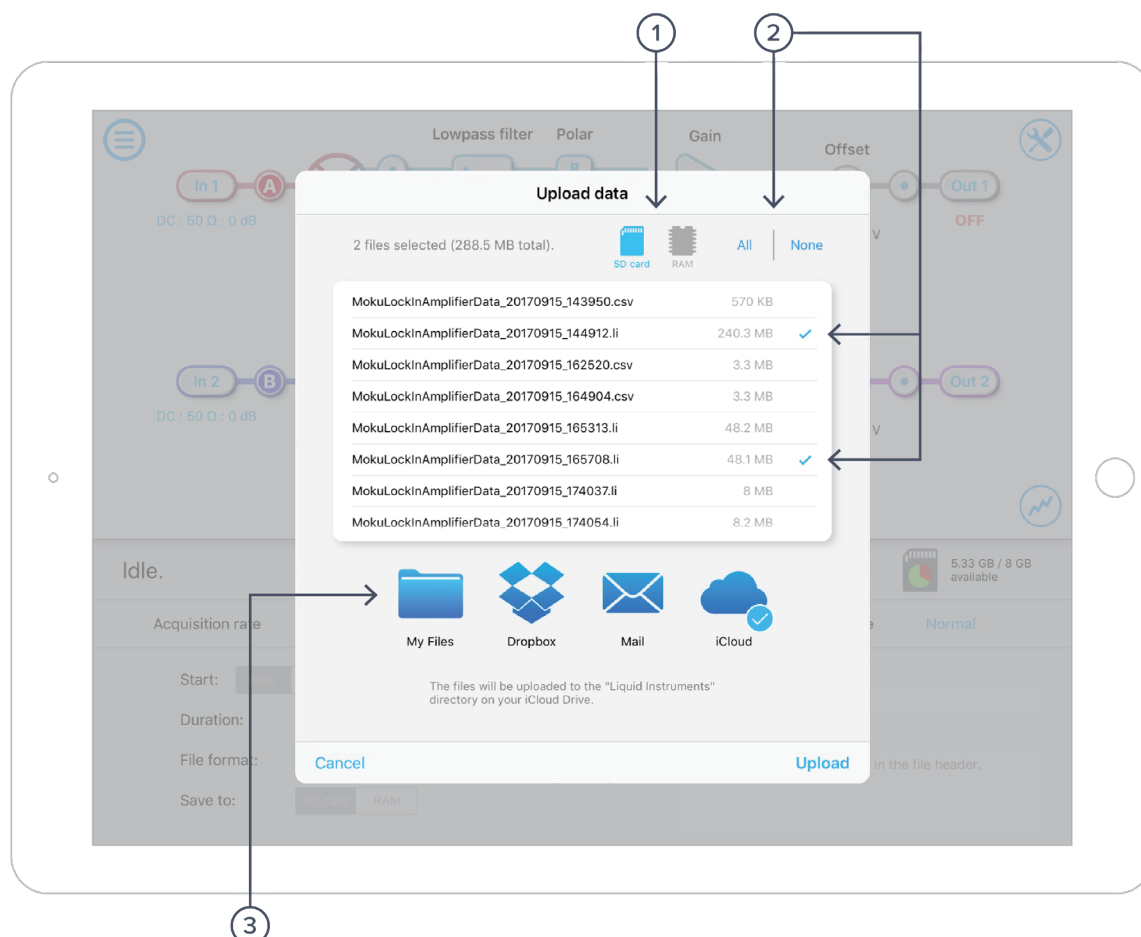 1 2
Lowpass filter Polar Gain
Offset
In 1 A Out 1
DC : 50 Ω : 0 dB V OFF
Upload data
2 files selected (288.5 MB total). All None
SD card RAM
MokuLockInAmplifierData_20170915_143950.csv 570 KB
MokuLockInAmplifierData_20170915_144912.li 240.3 MB
MokuLockInAmplifierData_20170915_162520.csv 3.3 MB
In 2 B Out 2
MokuLockInAmplifierData_20170915_164904.csv 3.3 MB
DC : 50 Ω : 0 dB
MokuLockInAmplifierData_20170915_165313.li 48.2 MB V
MokuLockInAmplifierData_20170915_165708.li 48.1 MB
MokuLockInAmplifierData_20170915_174037.li 8 MB
MokuLockInAmplifierData_20170915_174054.li 8.2 MB
Idle. 5.33 GB / 8 GB
available
Acquisition rate Normal
My Files Dropbox Mail iCloud
Start:
The files will be uploaded to the "Liquid Instruments"
directory on your iCloud Drive.
Duration:
File format: in the file header.
Cancel Upload
Save to: SD card RAM
3